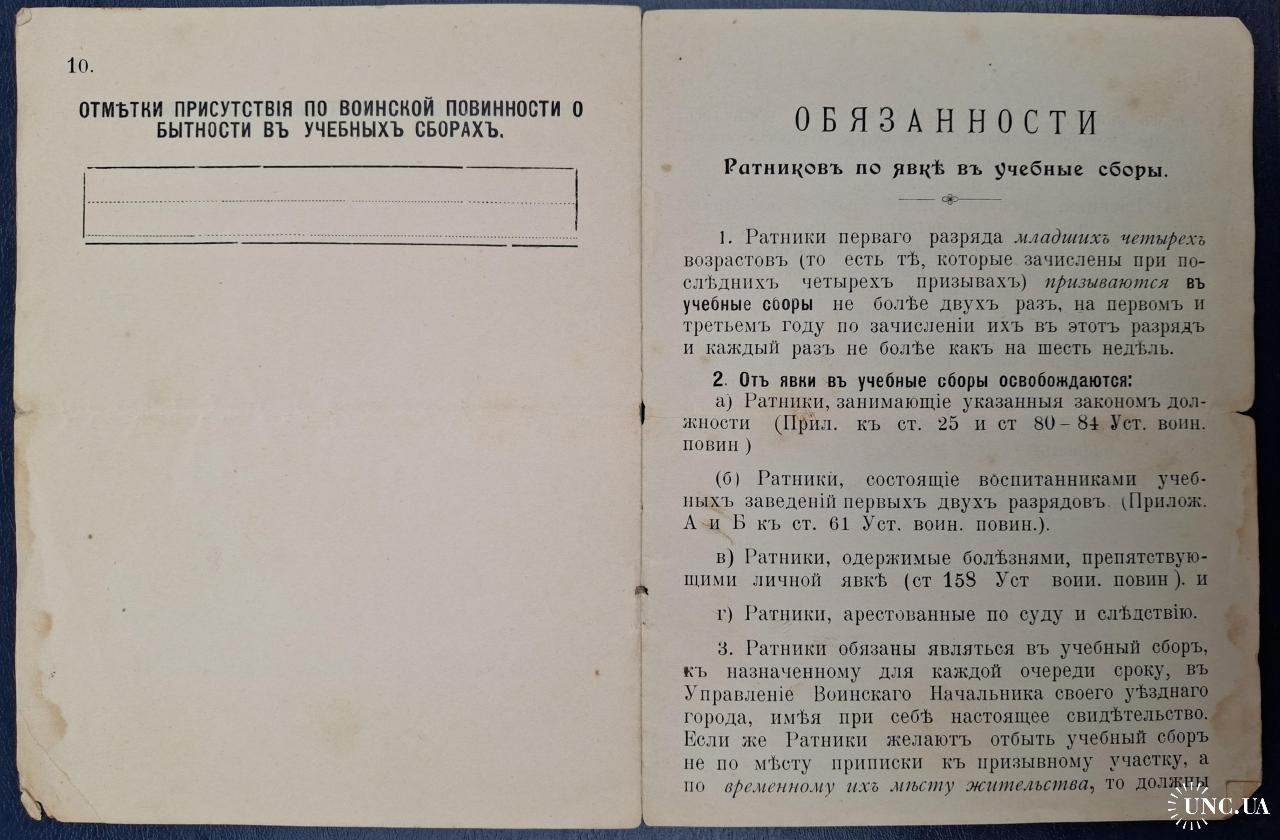 10.
ОТМѢТКИ ПРИСУТСТВІЯ ПО ВОИНСКОЙ ПОВИННОСТИ О
БЫТНОСТИ ВЪ УЧЕБНЫХЪ СБОРАХЪ.
ОБЯЗАННОСТИ
Ратниковъ по явкѣ въ учебные сборы.
1. Ратники перваго разряда младшихъ четырехъ
возрастовъ (то есть тѣ, которые зачислены при по-
слѣднихъ четырехъ призывахъ) призываются въ
учебные сборы не болѣе двухъ разъ, на первомъ и
третьемъ году по зачисленіи ихъ въ этотъ разрядъ
и каждый разъ не болѣе какъ на шесть недѣль.
2. Отъ явки въ учебные сборы освобождаются:
а) Ратники, занимающіе указанныя закономъ дол-
жности (Прил. къ ст. 25 и ст 80-84 Уст. воин.
повин )
(б) Ратники, состоящіе воспитанниками учеб-
ныхъ заведеній первыхъ двухъ разрядовъ. (Прилож.
А и Б къ ст. 61 Уст. воин. повин.).
в) Ратники, одержимые болѣзнями, препятствую-
щими личной явкѣ (ст 158 Уст воии. повин ). и
г) Ратники, арестованные по суду и слѣдствію.
3. Ратники обязаны являться въ учебный сборъ,
къ назначенному для каждой очереди сроку, въ
Управленіе Воинскаго Начальника своего уѣзднаго
города, имѣя при себѣ настоящее свидѣтельство.
Если же Ратники желаютъ отбыть учебный сборъ
не по мѣсту приписки къ призывному участку, а
по временному ихъ мѣсту жительства, то должны
UNC.UA